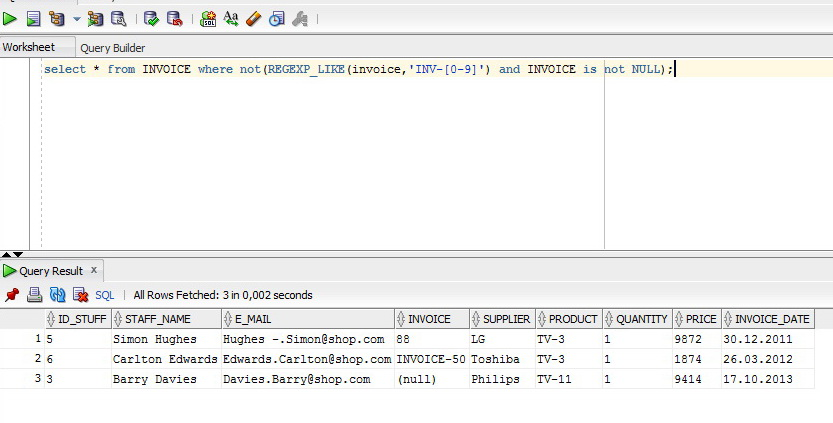 Worksheet Query Builder
select * from INVOICE where not(REGEXP_LIKE(invoice,'INV-[0-9]') and INVOICE is not NULL);
Query Result x
SQL | All Rows Fetched: 3 in 0,002 seconds
ID_STUFF STAFF_NAME E_MAIL INVOICE SUPPLIER PRODUCT QUANTITY PRICE INVOICE_DATE
1 5 Simon Hughes Hughes -.Simon@shop.com 88 LG TV-3 1 9872 30.12.2011
2 6 Carlton Edwards Edwards.Carlton@shop.com INVOICE-50 Toshiba TV-3 1 1874 26.03.2012
3 3 Barry Davies Davies.Barry@shop.com (null) Philips TV-11 1 9414 17.10.2013